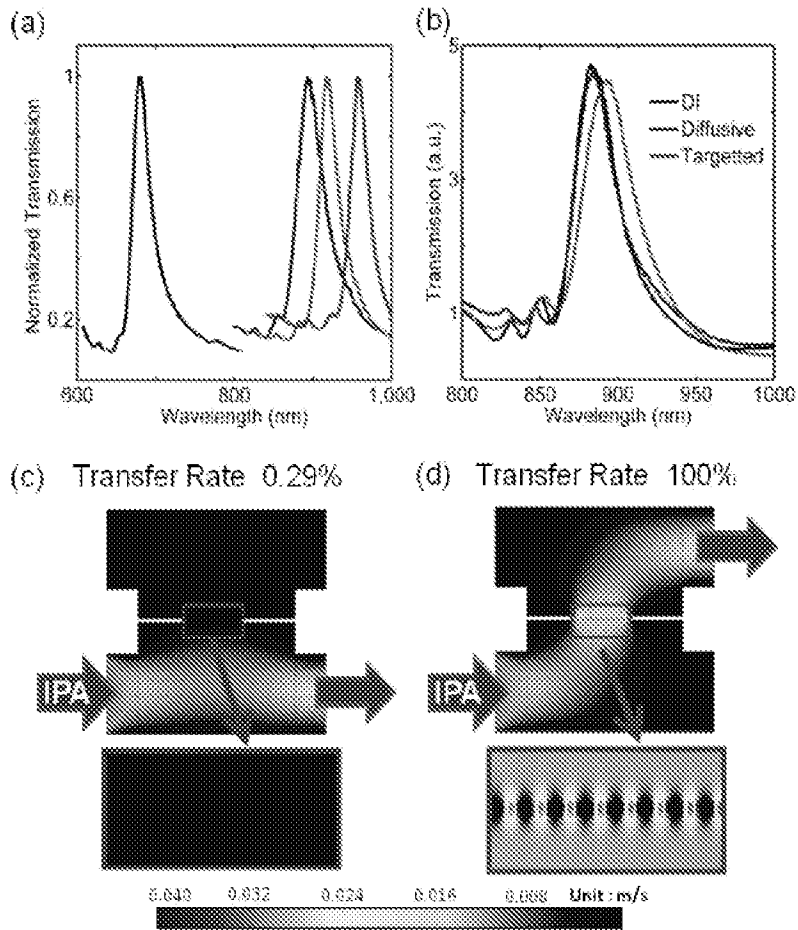 (a)
(b)
Normalized Transmission
1
0.6
0.2
600
800
1,000
Wavelength (nm)
Transmission (a.u.)
5
3
1
DI
Diffusive
Targetted
800
850
900
950
1000
Wavelength (nm)
(c) Transfer Rate 0.29%
(d) Transfer Rate 100%
IPA
IPA
0.040 0.032 0.024 0.016 0.008 Unit : m/s